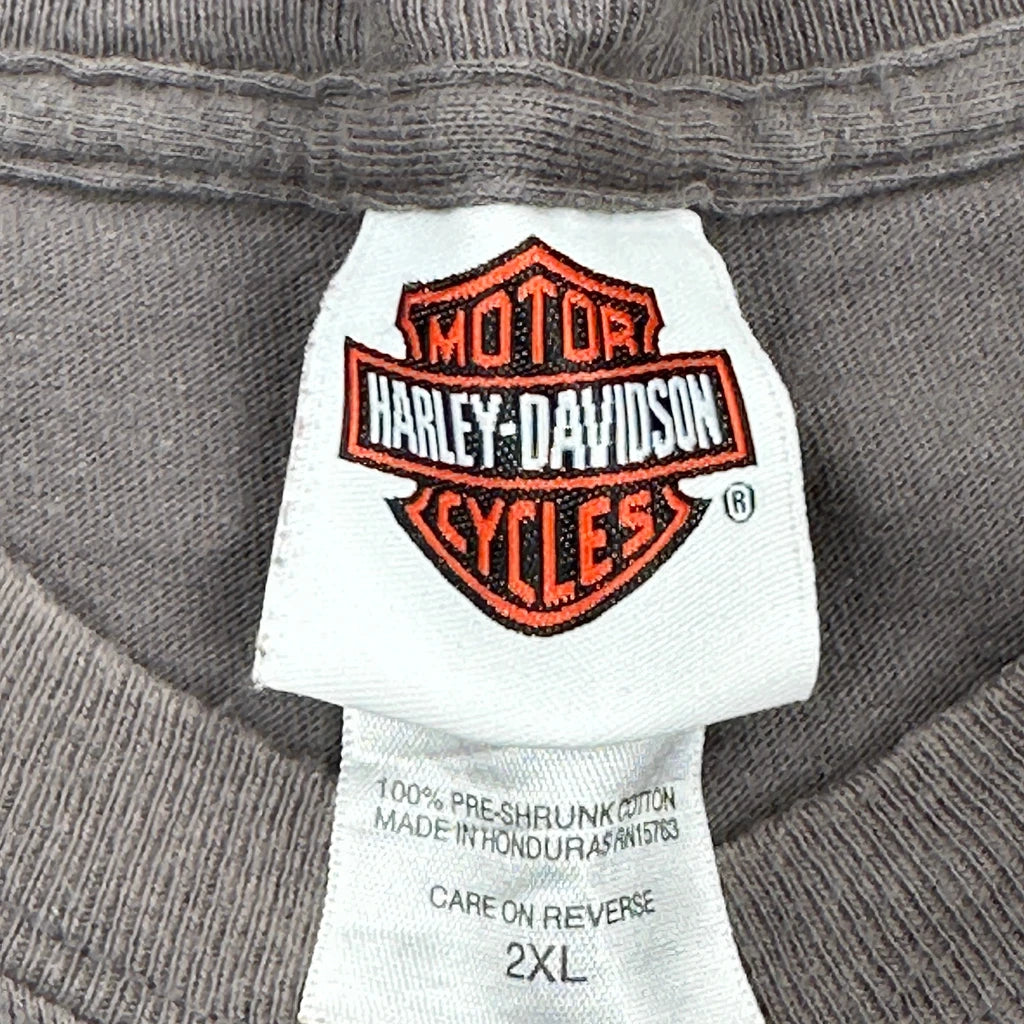 MOTOR
HARLEY-DAVIDSON
CYCLES
®
100% PRE-SHRUNK COTTON
MADE IN HONDURAS RN15763
CARE ON REVERSE
2XL